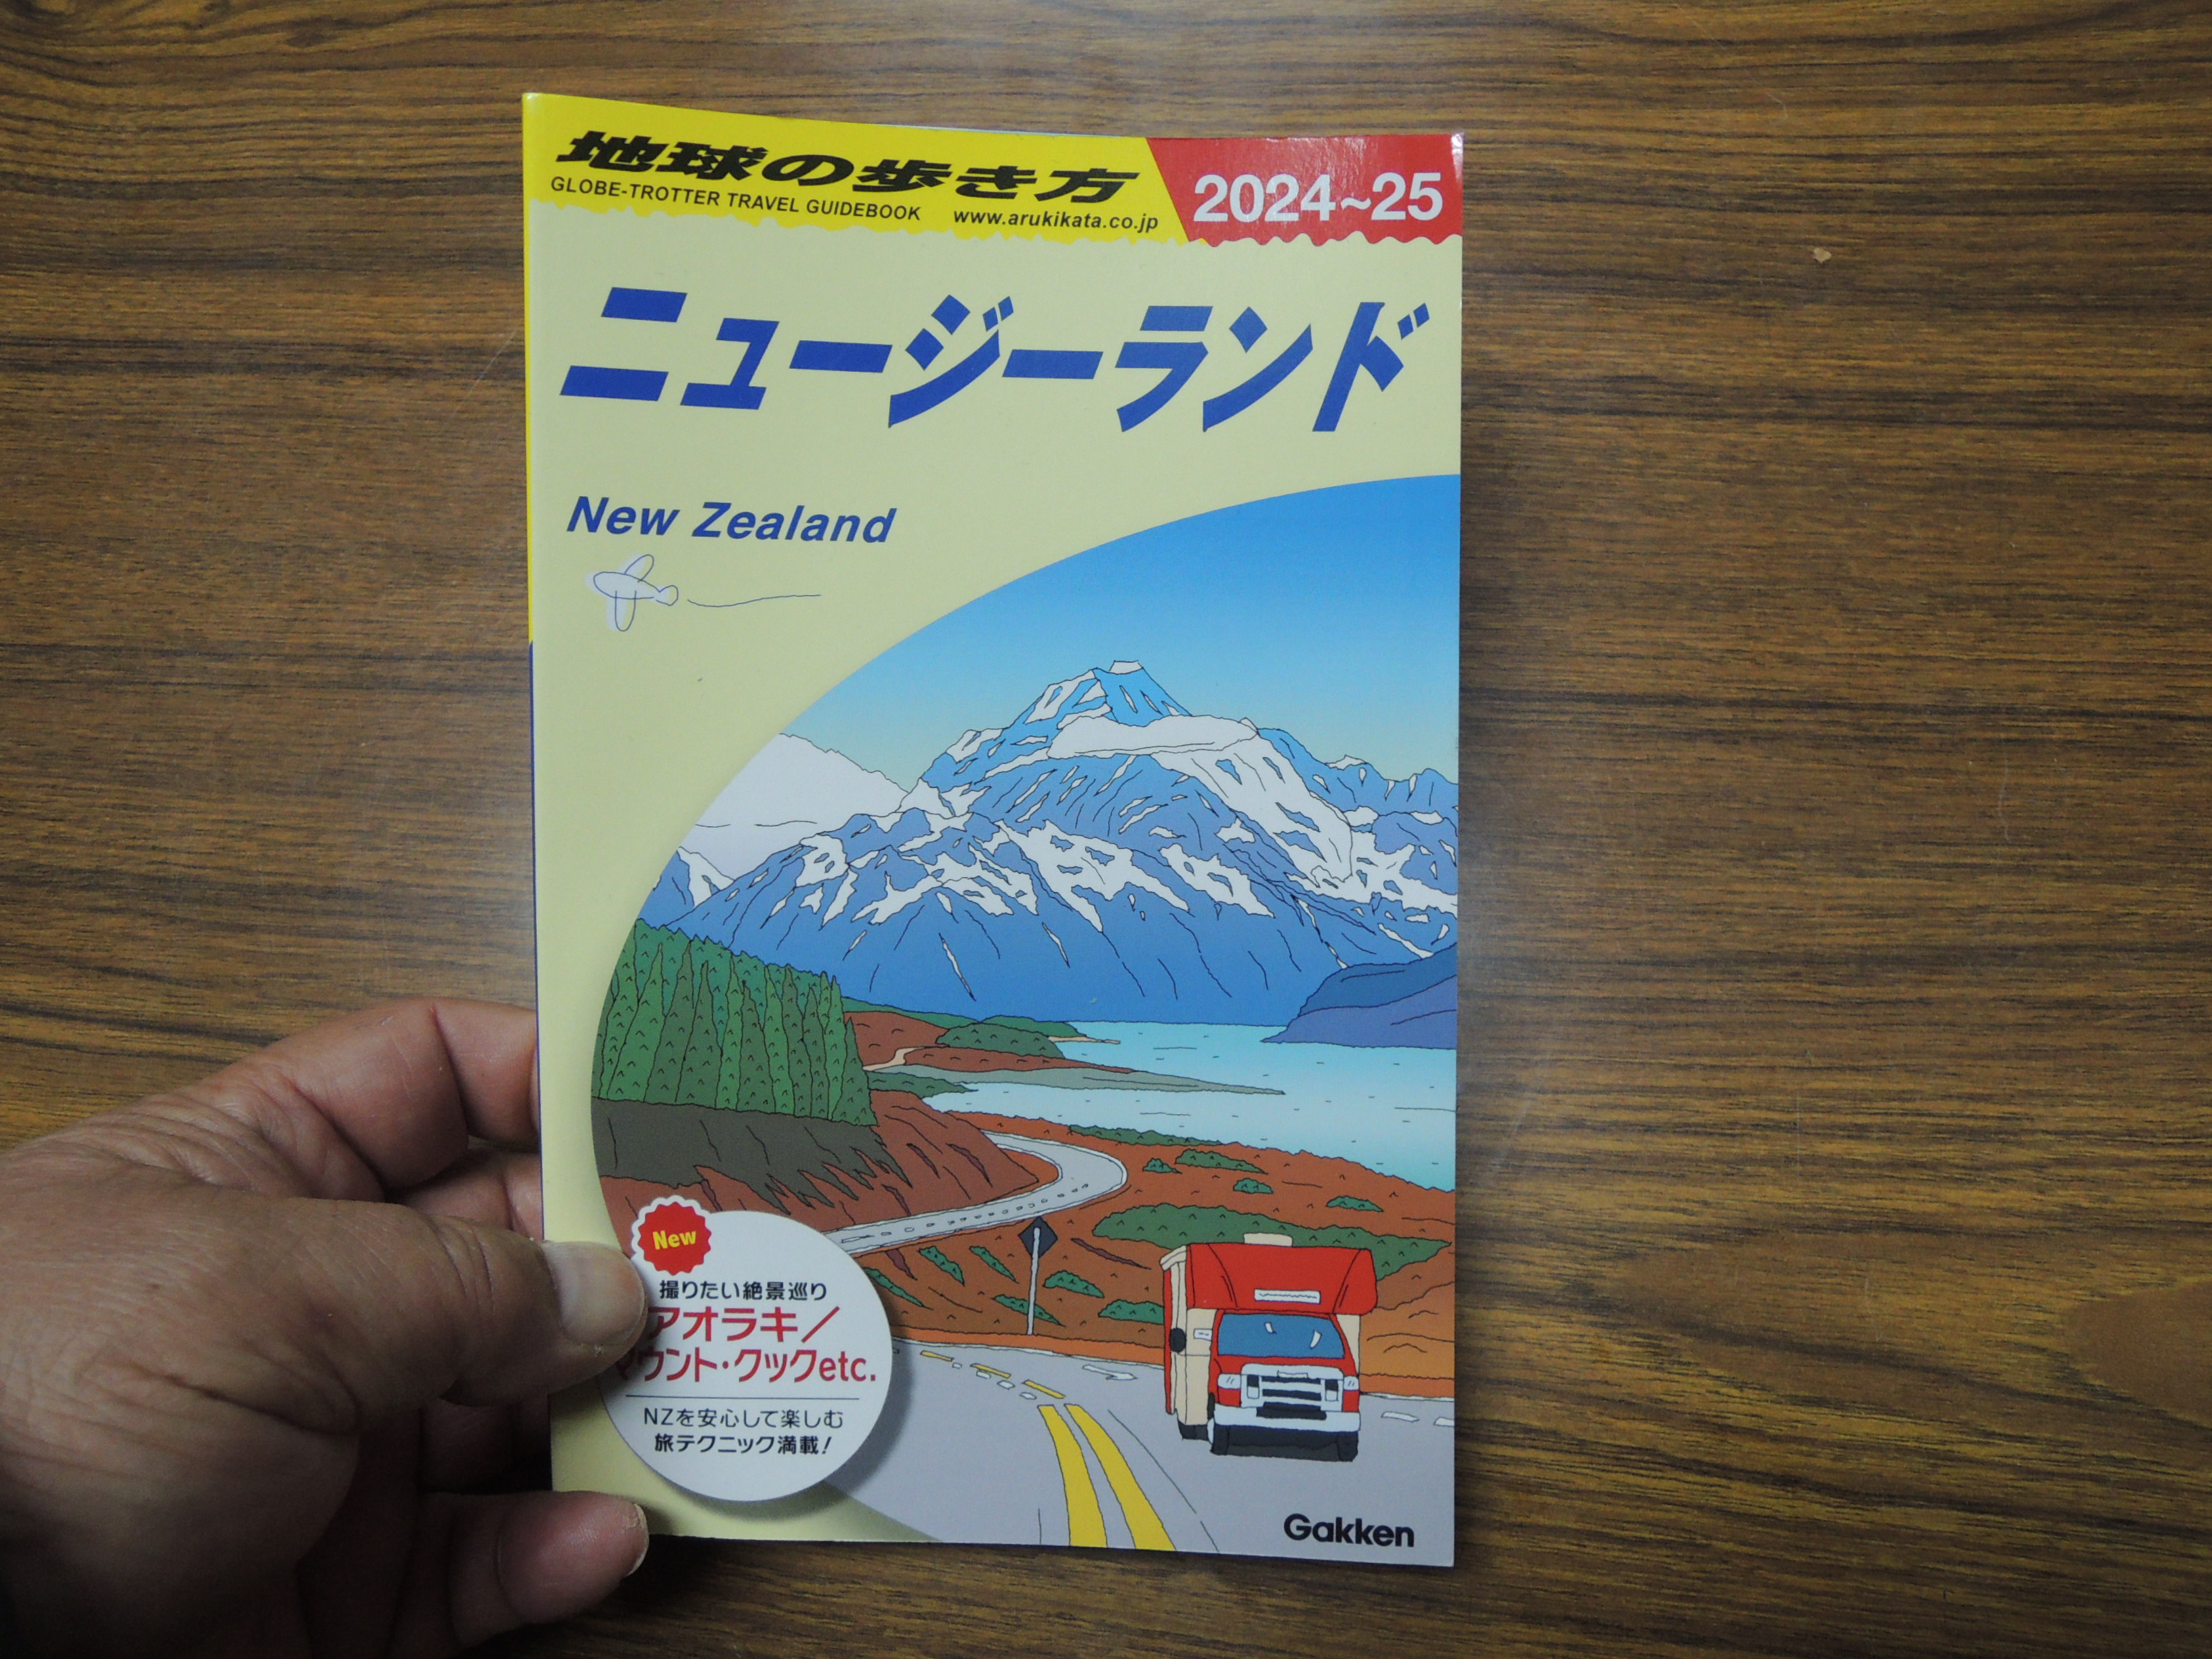 地球の歩き方
GLOBE-TROTTER TRAVEL GUIDEBOOK www.arukikata.co.jp
2024~25
ニュージーランド
New Zealand
New
撮りたい絶景巡り
アオラキ/
マウント・クックetc.
NZを安心して楽しむ
旅テクニック満載!
Gakken